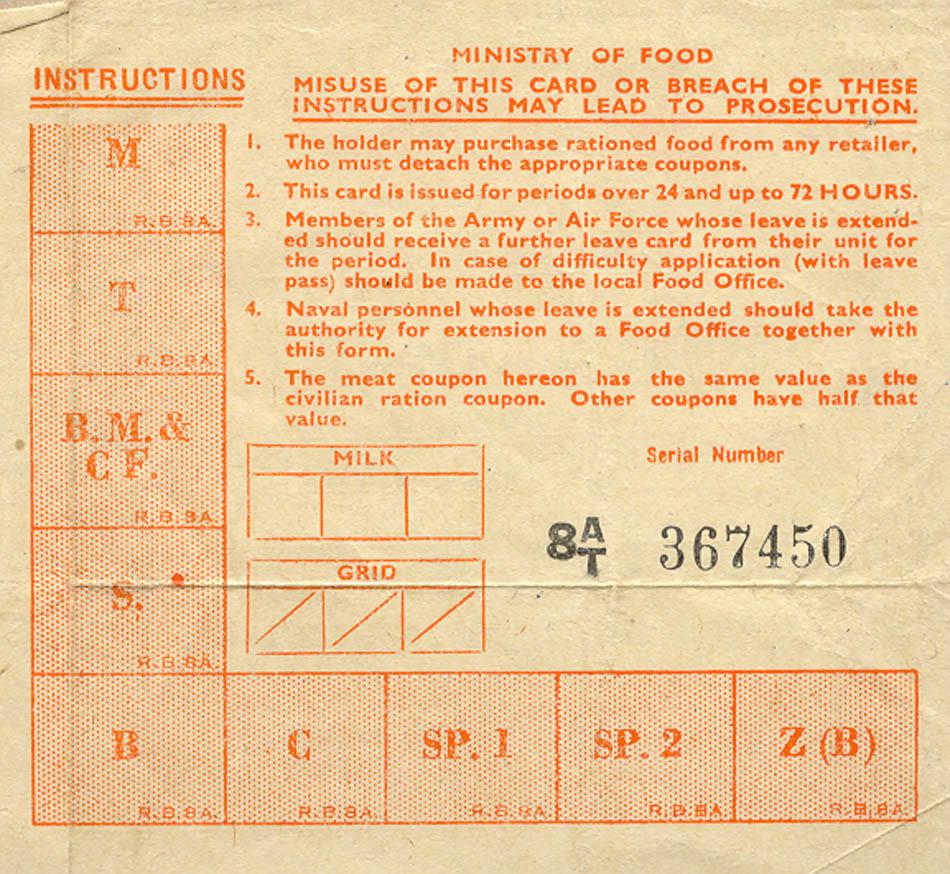 MINISTRY OF FOOD
INSTRUCTIONS
MISUSE OF THIS CARD OR BREACH OF THESE
INSTRUCTIONS MAY LEAD TO PROSECUTION.
1. The holder may purchase rationed food from any retailer,
who must detach the appropriate coupons.
2. This card is issued for periods over 24 and up to 72 HOURS.
3. Members of the Army or Air Force whose leave is extend-
ed should receive a further leave card from their unit for
the period. In case of difficulty application (with leave
pass) should be made to the local Food Office.
4. Naval personnel whose leave is extended should take the
authority for extension to a Food Office together with
this form.
5. The meat coupon hereon has the same value as the
civilian ration coupon. Other coupons have half that
value.
M
R.B.8A.
T
R.B.8A.
B.M. &
C F.
R.B.8A.
S.
R.B.8A.
MILK
GRID
Serial Number
8A/T 367450
B
R.B.8A.
C
R.B.8A.
SP. 1
R.B.8A.
SP. 2
R.B.8A.
Z (B)
R.B.8A.